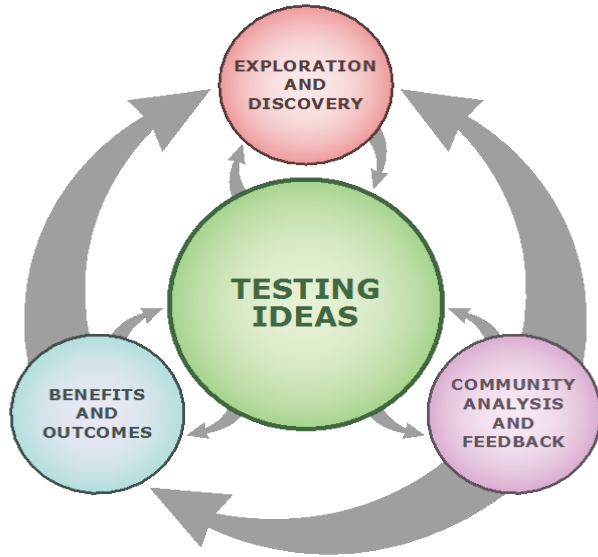 EXPLORATION
AND
DISCOVERY
TESTING
IDEAS
BENEFITS
AND
OUTCOMES
COMMUNITY
ANALYSIS
AND
FEEDBACK